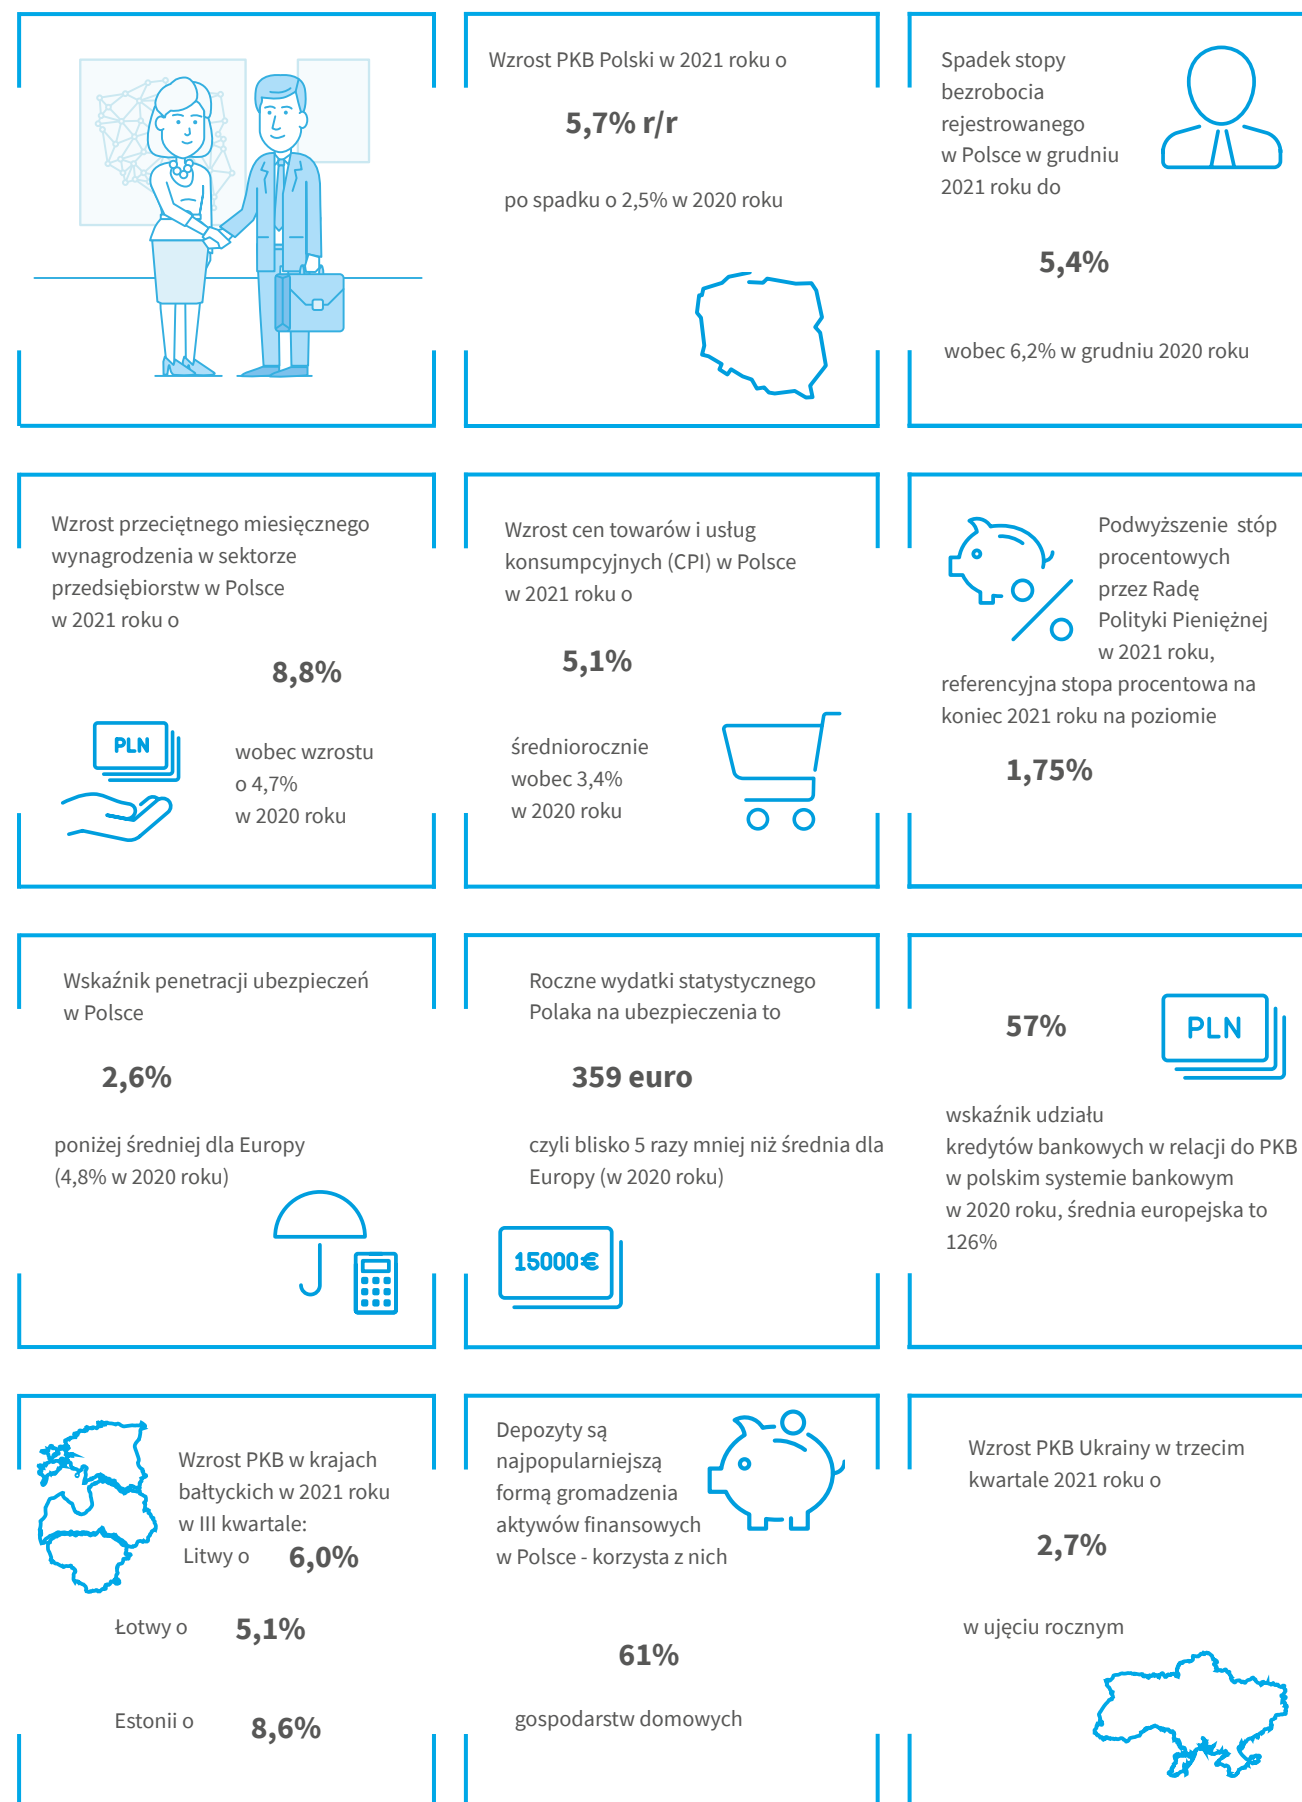 Wzrost PKB Polski w 2021 roku o
5,7% r/r
po spadku o 2,5% w 2020 roku
Spadek stopy
bezrobocia
rejestrowanego
w Polsce w grudniu
2021 roku do
5,4%
wobec 6,2% w grudniu 2020 roku
Wzrost przeciętnego miesięcznego
wynagrodzenia w sektorze
przedsiębiorstw w Polsce
w 2021 roku o
8,8%
PLN
wobec wzrostu
o 4,7%
w 2020 roku
Wzrost cen towarów i usług
konsumpcyjnych (CPI) w Polsce
w 2021 roku o
5,1%
średniorocznie
wobec 3,4%
w 2020 roku
Podwyższenie stóp
procentowych
przez Radę
Polityki Pieniężnej
w 2021 roku,
referencyjna stopa procentowa na
koniec 2021 roku na poziomie
1,75%
Wskaźnik penetracji ubezpieczeń
w Polsce
2,6%
poniżej średniej dla Europy
(4,8% w 2020 roku)
Roczne wydatki statystycznego
Polaka na ubezpieczenia to
359 euro
czyli blisko 5 razy mniej niż średnia dla
Europy (w 2020 roku)
15000€
57%
PLN
wskaźnik udziału
kredytów bankowych w relacji do PKB
w polskim systemie bankowym
w 2020 roku, średnia europejska to
126%
Wzrost PKB w krajach
bałtyckich w 2021 roku
w III kwartale:
Litwy o 6,0%
Łotwy o 5,1%
Estonii o 8,6%
Depozyty są
najpopularniejszą
formą gromadzenia
aktywów finansowych
w Polsce - korzysta z nich
61%
gospodarstw domowych
Wzrost PKB Ukrainy w trzecim
kwartale 2021 roku o
2,7%
w ujęciu rocznym